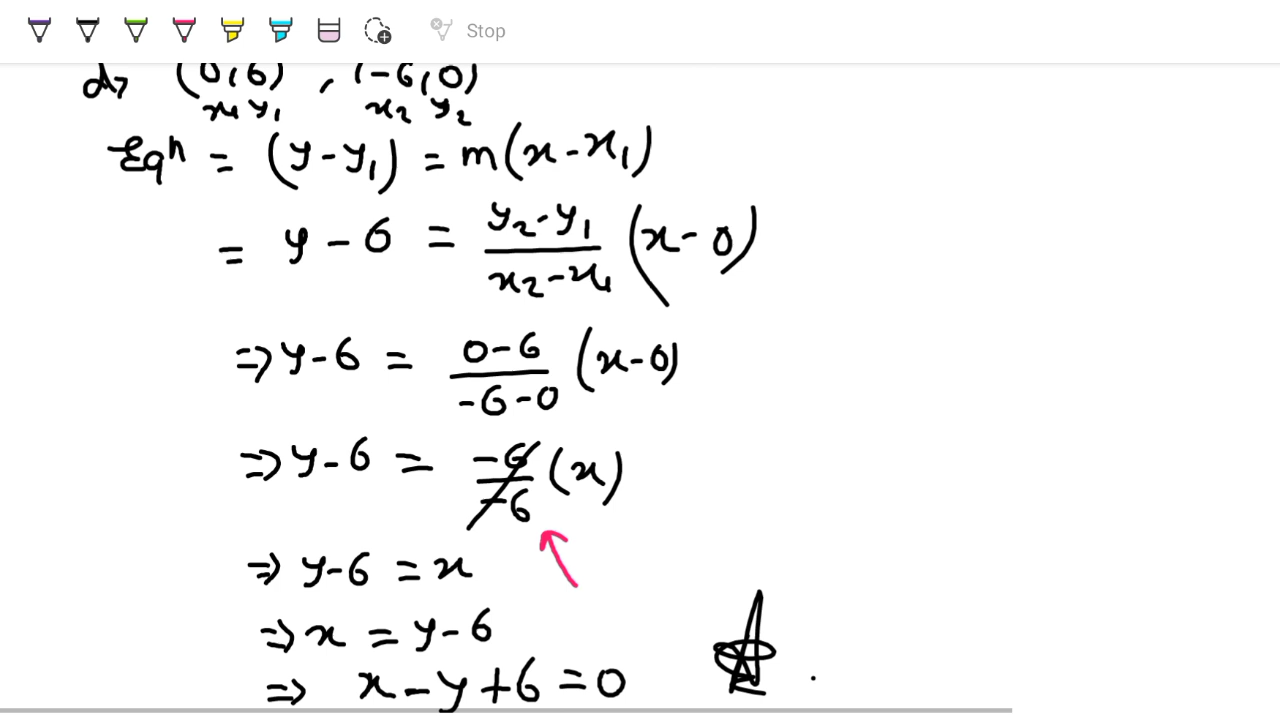 Stop
d> (0,6) , (-6,0)
x1 y1 x2 y2
Eqn = (y-y1) = m(x-x1)
= y-6 = y2-y1/x2-x1 (x-0)
=> y-6 = 0-6/-6-0 (x-0)
=> y-6 = -6/-6 (x)
=> y-6 = x
=> x = y-6
=> x-y+6=0